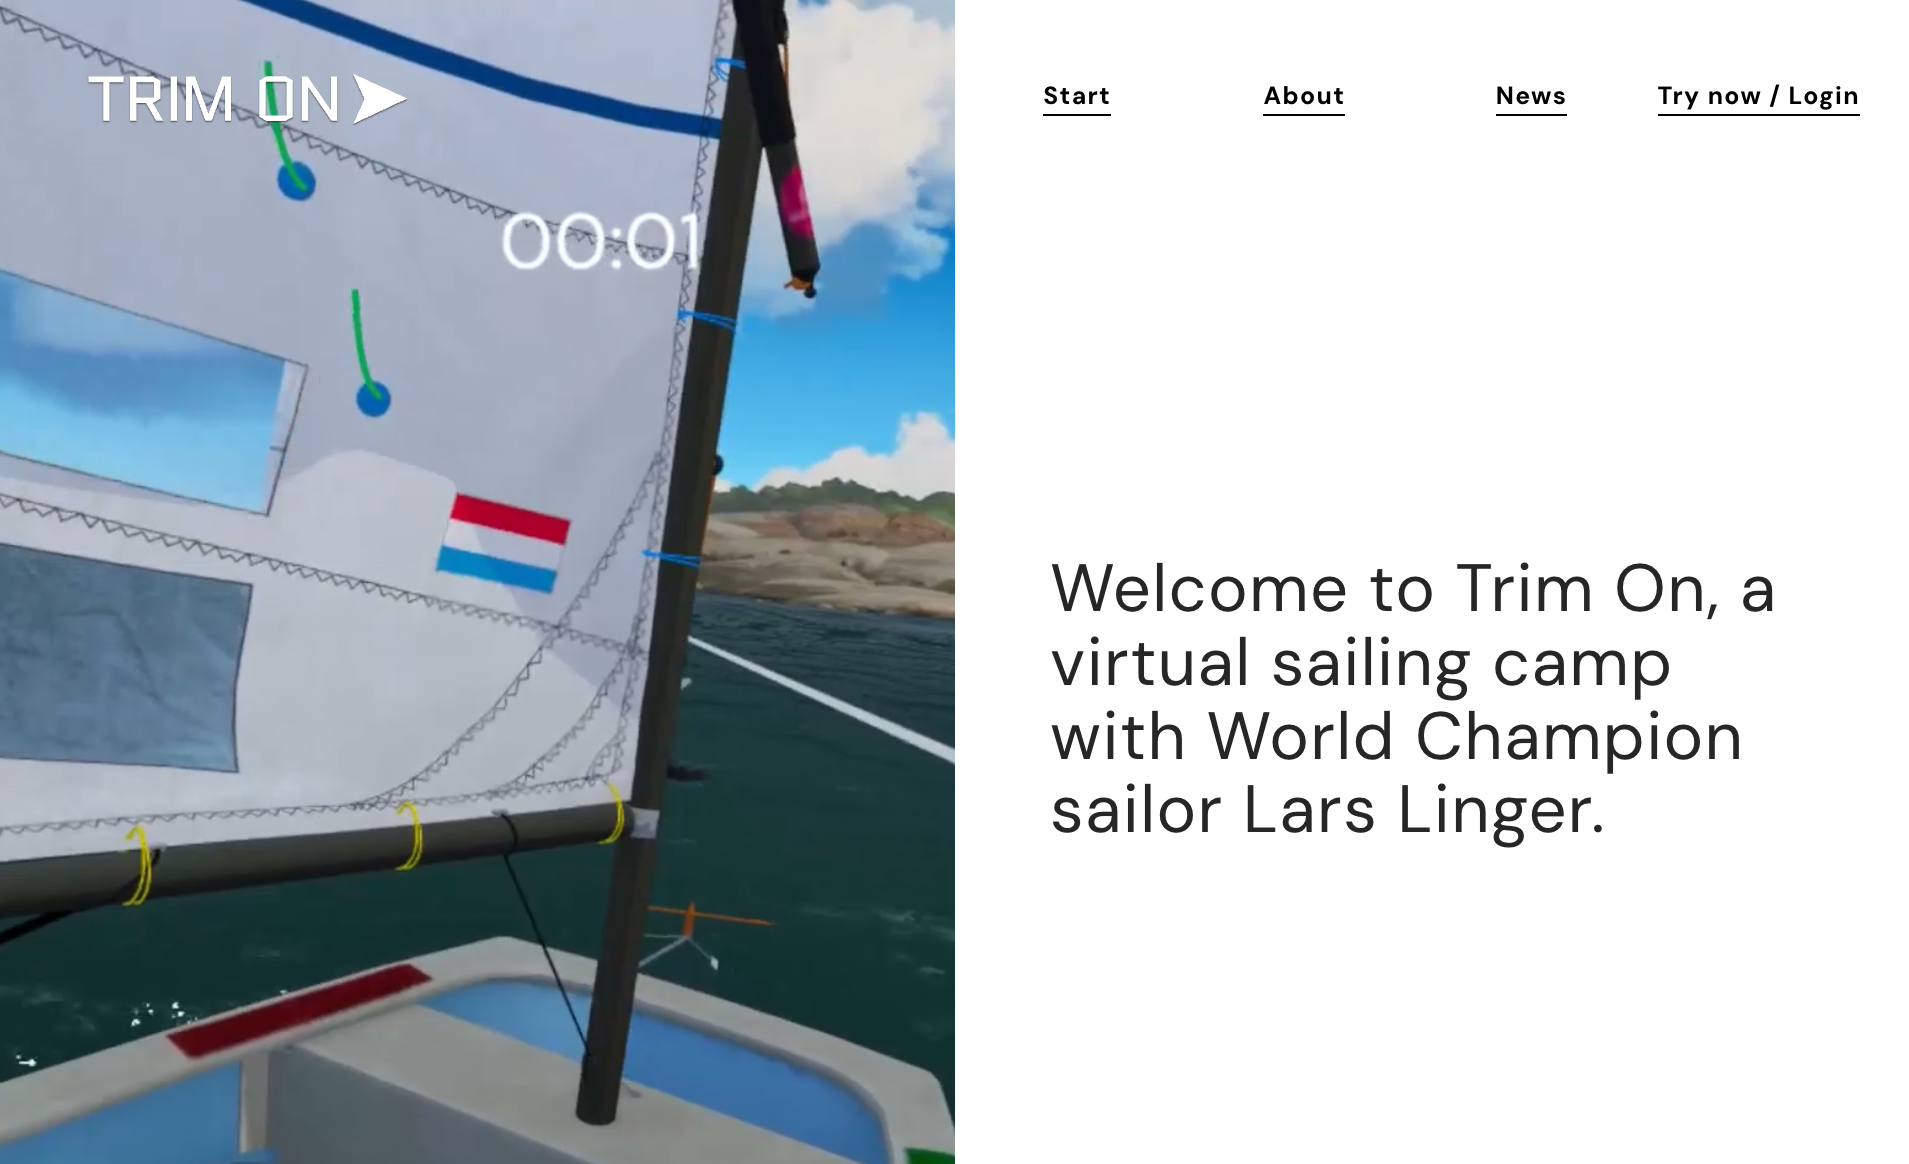 TRIM ON
Start
About
News
Try now / Login
00:01
Welcome to Trim On, a
virtual sailing camp
with World Champion
sailor Lars Linger.